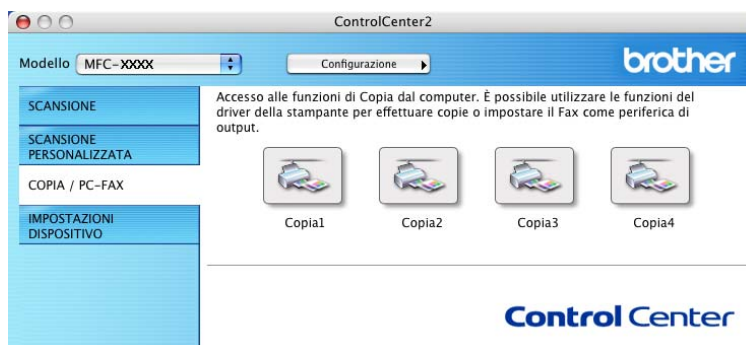 ControlCenter2
Modello MFC-XXXX Configurazione brother
SCANSIONE
SCANSIONE
PERSONALIZZATA
COPIA / PC-FAX
IMPOSTAZIONI
DISPOSITIVO
Accesso alle funzioni di Copia dal computer. È possibile utilizzare le funzioni del
driver della stampante per effettuare copie o impostare il Fax come periferica di
output.
Copia1 Copia2 Copia3 Copia4
Control Center